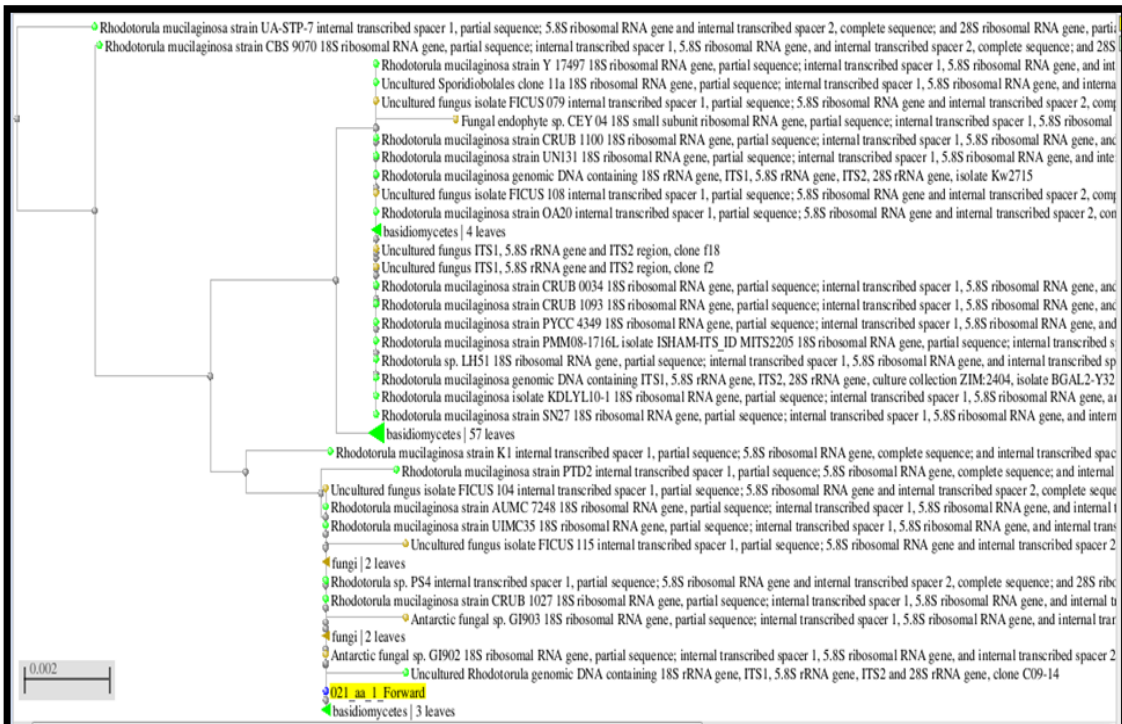 Rhodotorula mucilaginosa strain UA-STP-7 internal transcribed spacer 1, partial sequence; 5.8S ribosomal RNA gene and internal transcribed spacer 2, complete sequence; and 28S ribosomal RNA gene, partia
Rhodotorula mucilaginosa strain CBS 9070 18S ribosomal RNA gene, partial sequence; internal transcribed spacer 1, 5.8S ribosomal RNA gene, and internal transcribed spacer 2, complete sequence; and 28S
Rhodotorula mucilaginosa strain Y 17497 18S ribosomal RNA gene, partial sequence; internal transcribed spacer 1, 5.8S ribosomal RNA gene, and int
Uncultured Sporidiobolales clone 11a 18S ribosomal RNA gene, partial sequence; internal transcribed spacer 1, 5.8S ribosomal RNA gene, and interna
Uncultured fungus isolate FICUS 079 internal transcribed spacer 1, partial sequence; 5.8S ribosomal RNA gene and internal transcribed spacer 2, comp
Fungal endophyte sp. CEY 04 18S small subunit ribosomal RNA gene, partial sequence; internal transcribed spacer 1, 5.8S ribosomal
Rhodotorula mucilaginosa strain CRUB 1100 18S ribosomal RNA gene, partial sequence; internal transcribed spacer 1, 5.8S ribosomal RNA gene, and
Rhodotorula mucilaginosa strain UN131 18S ribosomal RNA gene, partial sequence; internal transcribed spacer 1, 5.8S ribosomal RNA gene, and inte
Rhodotorula mucilaginosa genomic DNA containing 18S rRNA gene, ITS1, 5.8S rRNA gene, ITS2, 28S rRNA gene, isolate Kw2715
Uncultured fungus isolate FICUS 108 internal transcribed spacer 1, partial sequence; 5.8S ribosomal RNA gene and internal transcribed spacer 2, comp
Rhodotorula mucilaginosa strain OA20 internal transcribed spacer 1, partial sequence; 5.8S ribosomal RNA gene and internal transcribed spacer 2, con
basidiomycetes | 4 leaves
Uncultured fungus ITS1, 5.8S rRNA gene and ITS2 region, clone f18
Uncultured fungus ITS1, 5.8S rRNA gene and ITS2 region, clone f2
Rhodotorula mucilaginosa strain CRUB 0034 18S ribosomal RNA gene, partial sequence; internal transcribed spacer 1, 5.8S ribosomal RNA gene, and
Rhodotorula mucilaginosa strain CRUB 1093 18S ribosomal RNA gene, partial sequence; internal transcribed spacer 1, 5.8S ribosomal RNA gene, and
Rhodotorula mucilaginosa strain PYCC 4349 18S ribosomal RNA gene, partial sequence; internal transcribed spacer 1, 5.8S ribosomal RNA gene, and
Rhodotorula mucilaginosa strain PMM08-1716L isolate ISHAM-ITS_ID MITS2205 18S ribosomal RNA gene, partial sequence; internal transcribed s
Rhodotorula sp. LH51 18S ribosomal RNA gene, partial sequence; internal transcribed spacer 1, 5.8S ribosomal RNA gene, and internal transcribed sp
Rhodotorula mucilaginosa genomic DNA containing ITS1, 5.8S rRNA gene, ITS2, 28S rRNA gene, culture collection ZIM:2404, isolate BGAL2-Y32
Rhodotorula mucilaginosa isolate KDLYL10-1 18S ribosomal RNA gene, partial sequence; internal transcribed spacer 1, 5.8S ribosomal RNA gene, a
Rhodotorula mucilaginosa strain SN27 18S ribosomal RNA gene, partial sequence; internal transcribed spacer 1, 5.8S ribosomal RNA gene, and intern
basidiomycetes | 57 leaves
Rhodotorula mucilaginosa strain K1 internal transcribed spacer 1, partial sequence; 5.8S ribosomal RNA gene, complete sequence; and internal transcribed spac
Rhodotorula mucilaginosa strain PTD2 internal transcribed spacer 1, partial sequence; 5.8S ribosomal RNA gene, complete sequence; and internal
Uncultured fungus isolate FICUS 104 internal transcribed spacer 1, partial sequence; 5.8S ribosomal RNA gene and internal transcribed spacer 2, complete seque
Rhodotorula mucilaginosa strain AUMC 7248 18S ribosomal RNA gene, partial sequence; internal transcribed spacer 1, 5.8S ribosomal RNA gene, and internal t
Rhodotorula mucilaginosa strain UIMC35 18S ribosomal RNA gene, partial sequence; internal transcribed spacer 1, 5.8S ribosomal RNA gene, and internal trans
Uncultured fungus isolate FICUS 115 internal transcribed spacer 1, partial sequence; 5.8S ribosomal RNA gene and internal transcribed spacer 2
fungi | 2 leaves
Rhodotorula sp. PS4 internal transcribed spacer 1, partial sequence; 5.8S ribosomal RNA gene and internal transcribed spacer 2, complete sequence; and 28S ribo
Rhodotorula mucilaginosa strain CRUB 1027 18S ribosomal RNA gene, partial sequence; internal transcribed spacer 1, 5.8S ribosomal RNA gene, and internal t
Antarctic fungal sp. GI903 18S ribosomal RNA gene, partial sequence; internal transcribed spacer 1, 5.8S ribosomal RNA gene, and internal tran
fungi | 2 leaves
Antarctic fungal sp. GI902 18S ribosomal RNA gene, partial sequence; internal transcribed spacer 1, 5.8S ribosomal RNA gene, and internal transcribed spacer 2
Uncultured Rhodotorula genomic DNA containing 18S rRNA gene, ITS1, 5.8S rRNA gene, ITS2 and 28S rRNA gene, clone C09-14
0.002
021_aa_1_Forward
basidiomycetes | 3 leaves